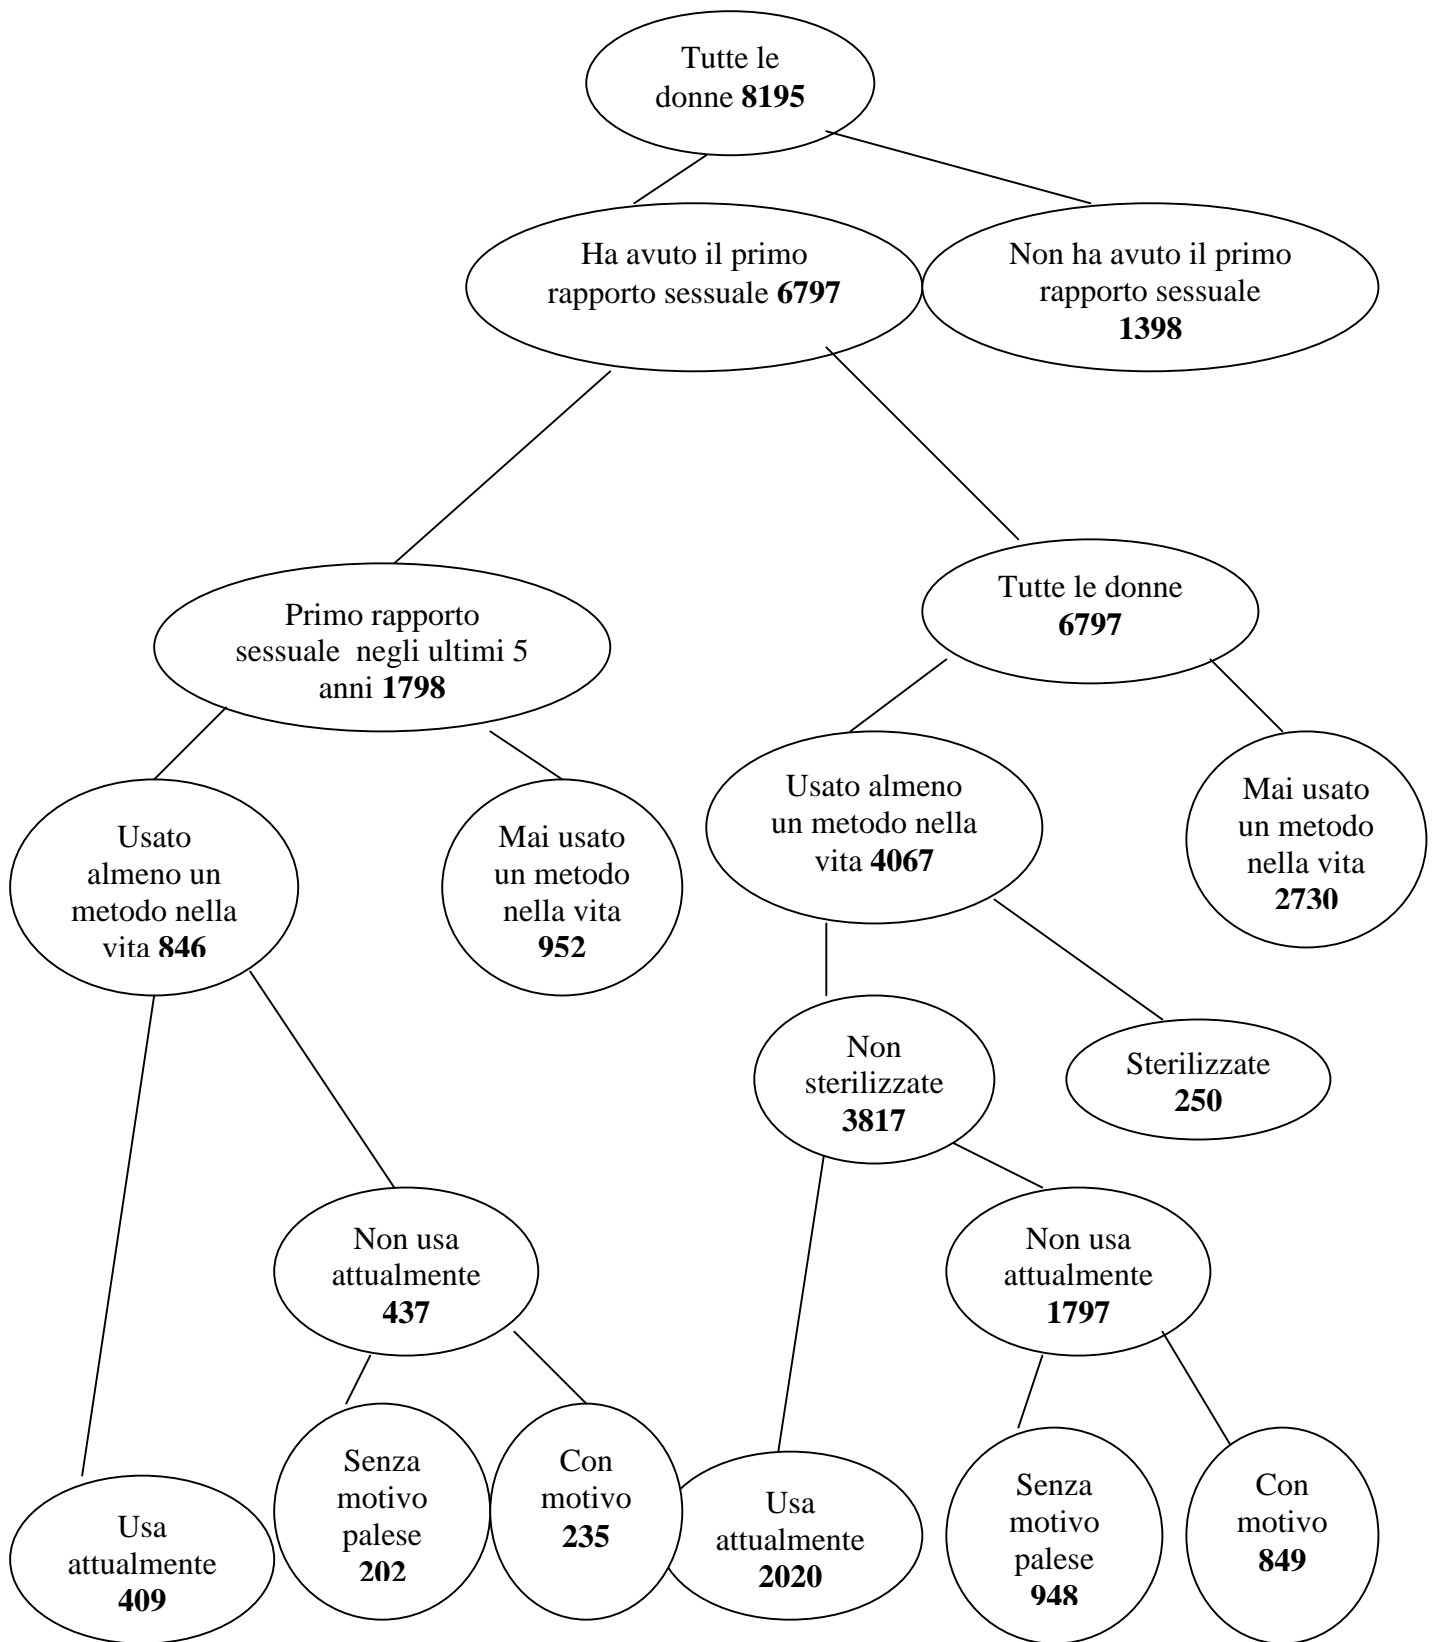 Tutte le
donne 8195
Ha avuto il primo
rapporto sessuale 6797
Non ha avuto il primo
rapporto sessuale
1398
Primo rapporto
sessuale negli ultimi 5
anni 1798
Tutte le donne
6797
Usato
almeno un
metodo nella
vita 846
Mai usato
un metodo
nella vita
952
Usato almeno
un metodo nella
vita 4067
Mai usato
un metodo
nella vita
2730
Non
sterilizzate
3817
Sterilizzate
250
Non usa
attualmente
437
Non usa
attualmente
1797
Usa
attualmente
409
Senza
motivo
palese
202
Con
motivo
235
Usa
attualmente
2020
Senza
motivo
palese
948
Con
motivo
849